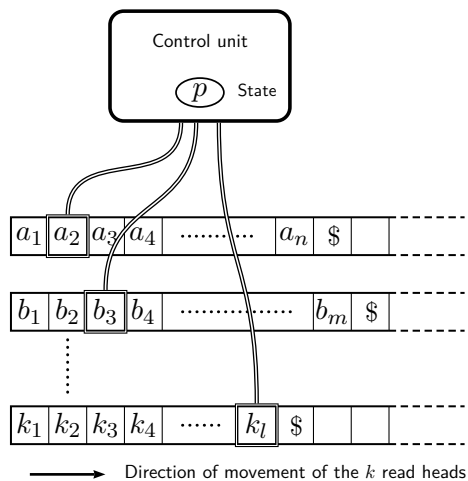 Control unit
p State
a₁ a₂ a₃ a₄ ........... aₙ $
b₁ b₂ b₃ b₄ ................. bₘ $
k₁ k₂ k₃ k₄ ...... kₗ $
Direction of movement of the k read heads